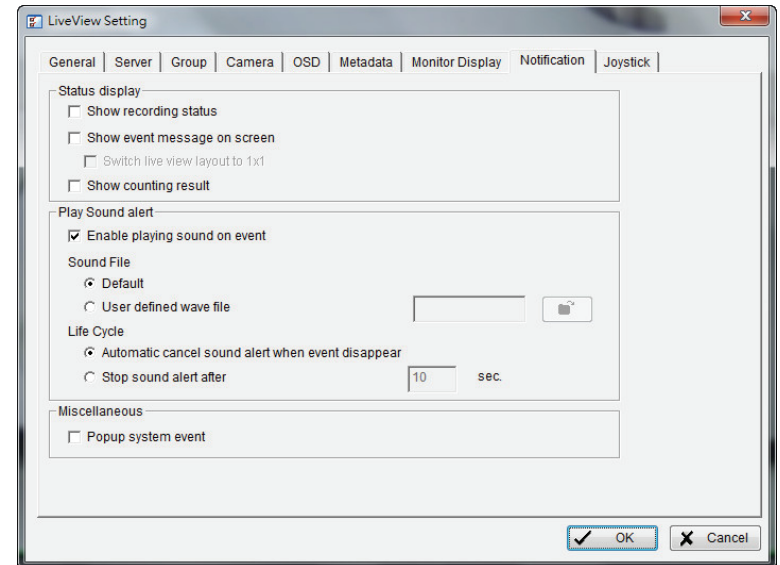 LiveView Setting
x
General Server Group Camera OSD Metadata Monitor Display Notification Joystick
Status display
Show recording status
Show event message on screen
Switch live view layout to 1x1
Show counting result
Play Sound alert
Enable playing sound on event
Sound File
Default
User defined wave file
Life Cycle
Automatic cancel sound alert when event disappear
Stop sound alert after 10 sec.
Miscellaneous
Popup system event
OK Cancel